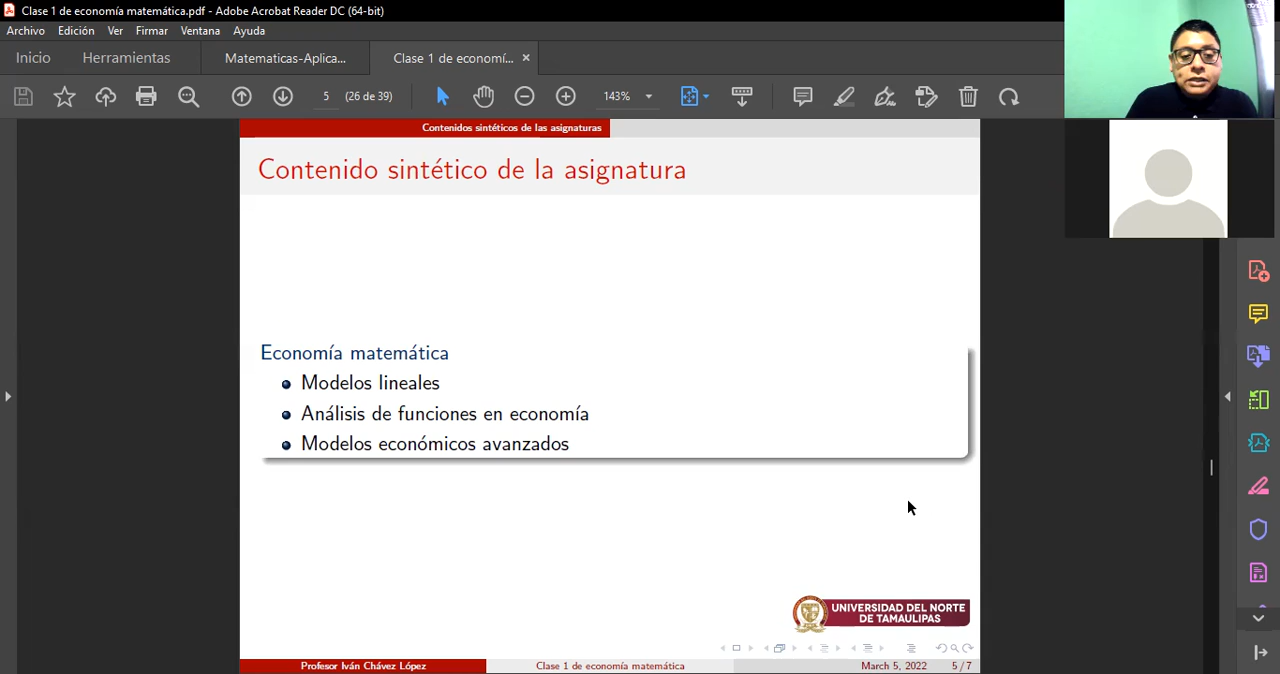 Clase 1 de economía matemática.pdf - Adobe Acrobat Reader DC (64-bit)
Archivo Edición Ver Firmar Ventana Ayuda
Inicio Herramientas Matematicas-Aplica... Clase 1 de economí... ×
5 (26 de 39) 143%
Contenidos sintéticos de las asignaturas
Contenido sintético de la asignatura
Economía matemática
Modelos lineales
Análisis de funciones en economía
Modelos económicos avanzados
UNIVERSIDAD DEL NORTE
DE TAMAULIPAS
Profesor Iván Chávez López Clase 1 de economía matemática March 5, 2022 5 / 7